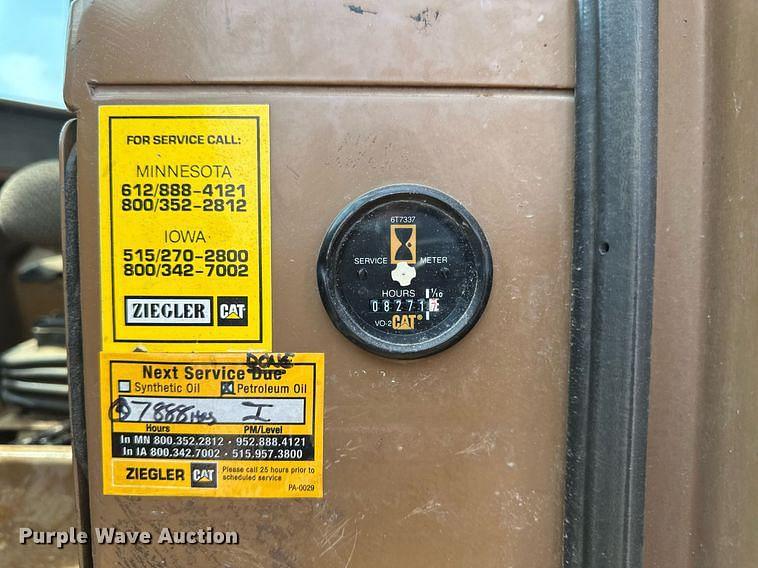 FOR SERVICE CALL:
MINNESOTA
612/888-4121
800/352-2812
IOWA
515/270-2800
800/342-7002
ZIEGLER CAT
6T7337
SERVICE METER
HOURS 1/10
08271
VO-2 CAT®
DONE
Next Service Due
Synthetic Oil Petroleum Oil
@7888 HRS I
Hours PM/Level
In MN 800.352.2812 • 952.888.4121
In IA 800.342.7002 • 515.957.3800
ZIEGLER CAT Please call 25 hours prior to
scheduled service
PA-0029
Purple Wave Auction